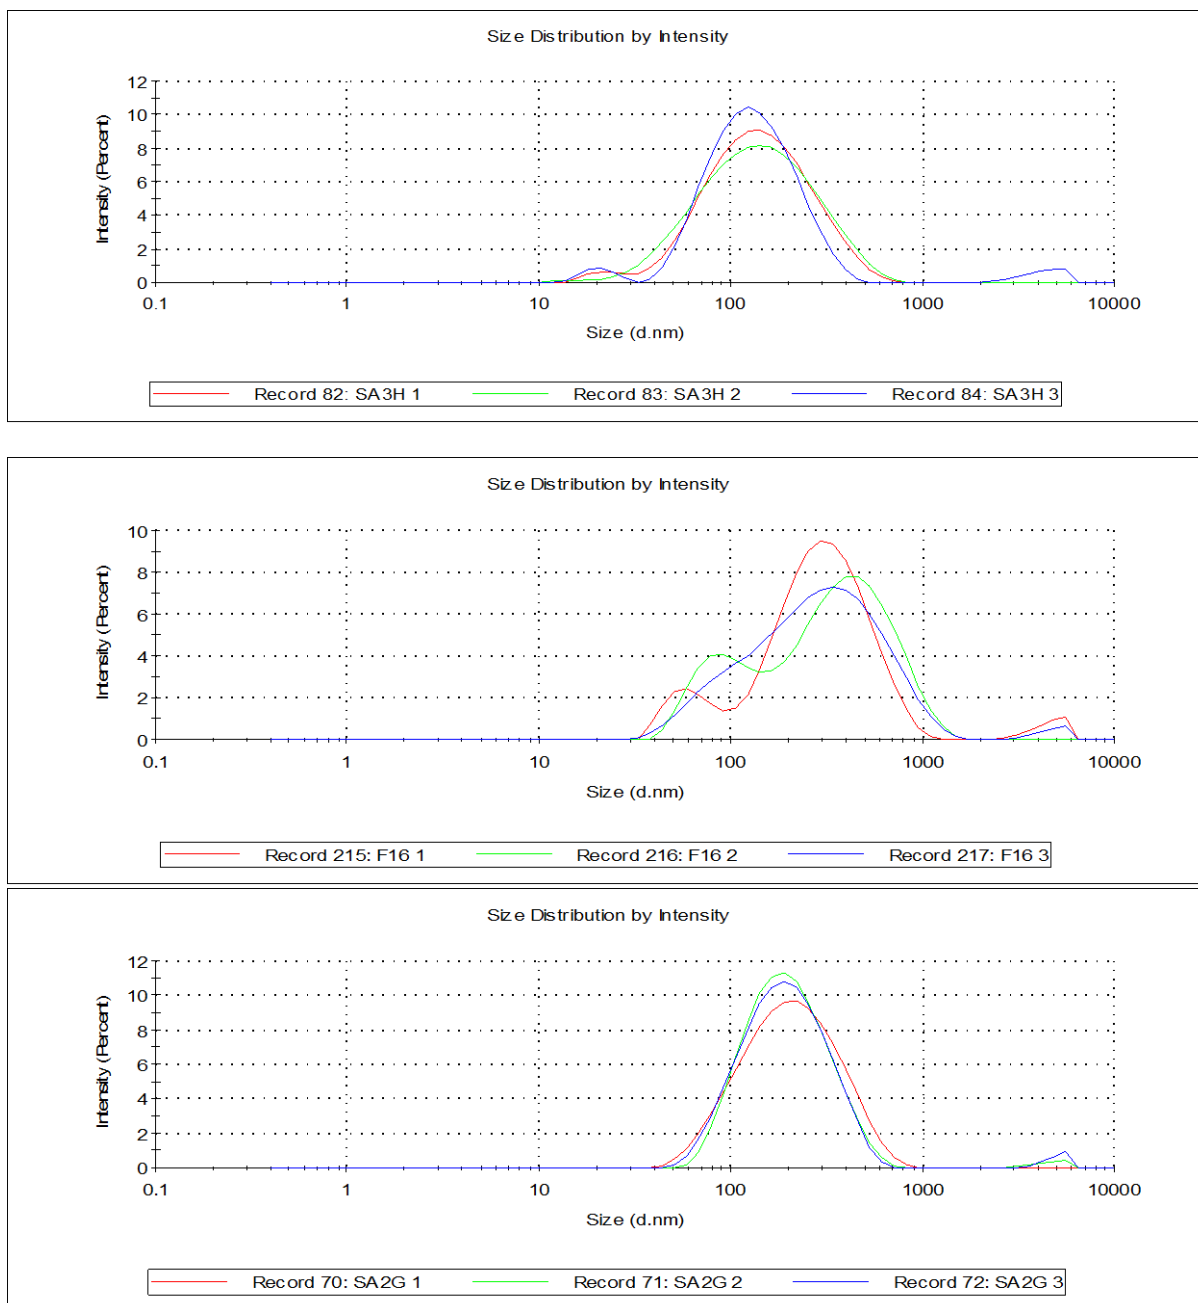 Size Distribution by Intensity
12
10
8
6
4
2
0
Intensity (Percent)
0.1 1 10 100 1000 10000
Size (d.nm)
Record 82: SA3H 1 Record 83: SA3H 2 Record 84: SA3H 3
Size Distribution by Intensity
10
8
6
4
2
0
Intensity (Percent)
0.1 1 10 100 1000 10000
Size (d.nm)
Record 215: F16 1 Record 216: F16 2 Record 217: F16 3
Size Distribution by Intensity
12
10
8
6
4
2
0
Intensity (Percent)
0.1 1 10 100 1000 10000
Size (d.nm)
Record 70: SA2G 1 Record 71: SA2G 2 Record 72: SA2G 3